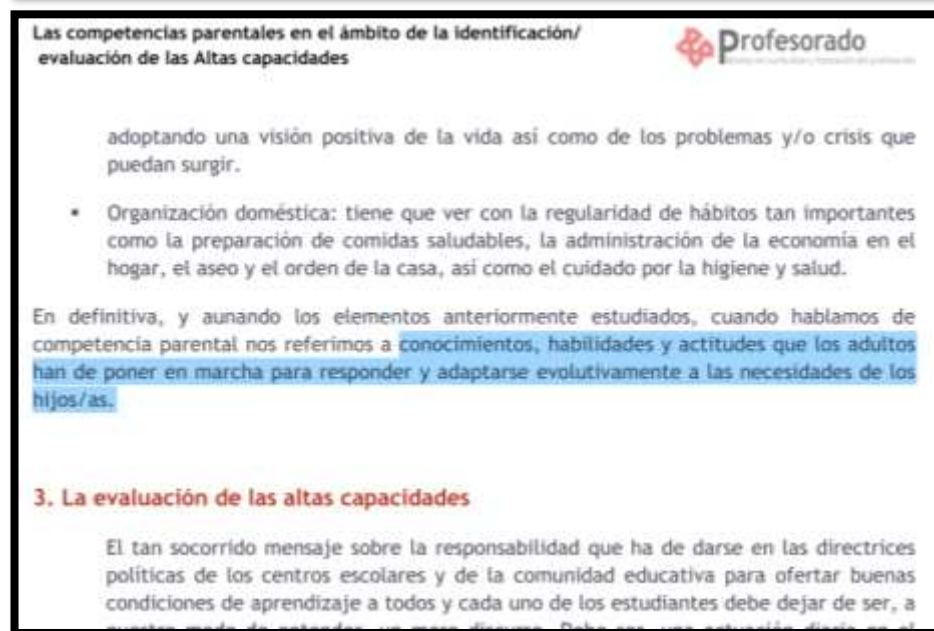 Las competencias parentales en el ámbito de la identificación/
evaluación de las Altas capacidades
Profesorado
adoptando una visión positiva de la vida así como de los problemas y/o crisis que
puedan surgir.
▪ Organización doméstica: tiene que ver con la regularidad de hábitos tan importantes
como la preparación de comidas saludables, la administración de la economía en el
hogar, el aseo y el orden de la casa, así como el cuidado por la higiene y salud.
En definitiva, y aunando los elementos anteriormente estudiados, cuando hablamos de
competencia parental nos referimos a conocimientos, habilidades y actitudes que los adultos
han de poner en marcha para responder y adaptarse evolutivamente a las necesidades de los
hijos/as.
3. La evaluación de las altas capacidades
El tan socorrido mensaje sobre la responsabilidad que ha de darse en las directrices
políticas de los centros escolares y de la comunidad educativa para ofertar buenas
condiciones de aprendizaje a todos y cada uno de los estudiantes debe dejar de ser, a